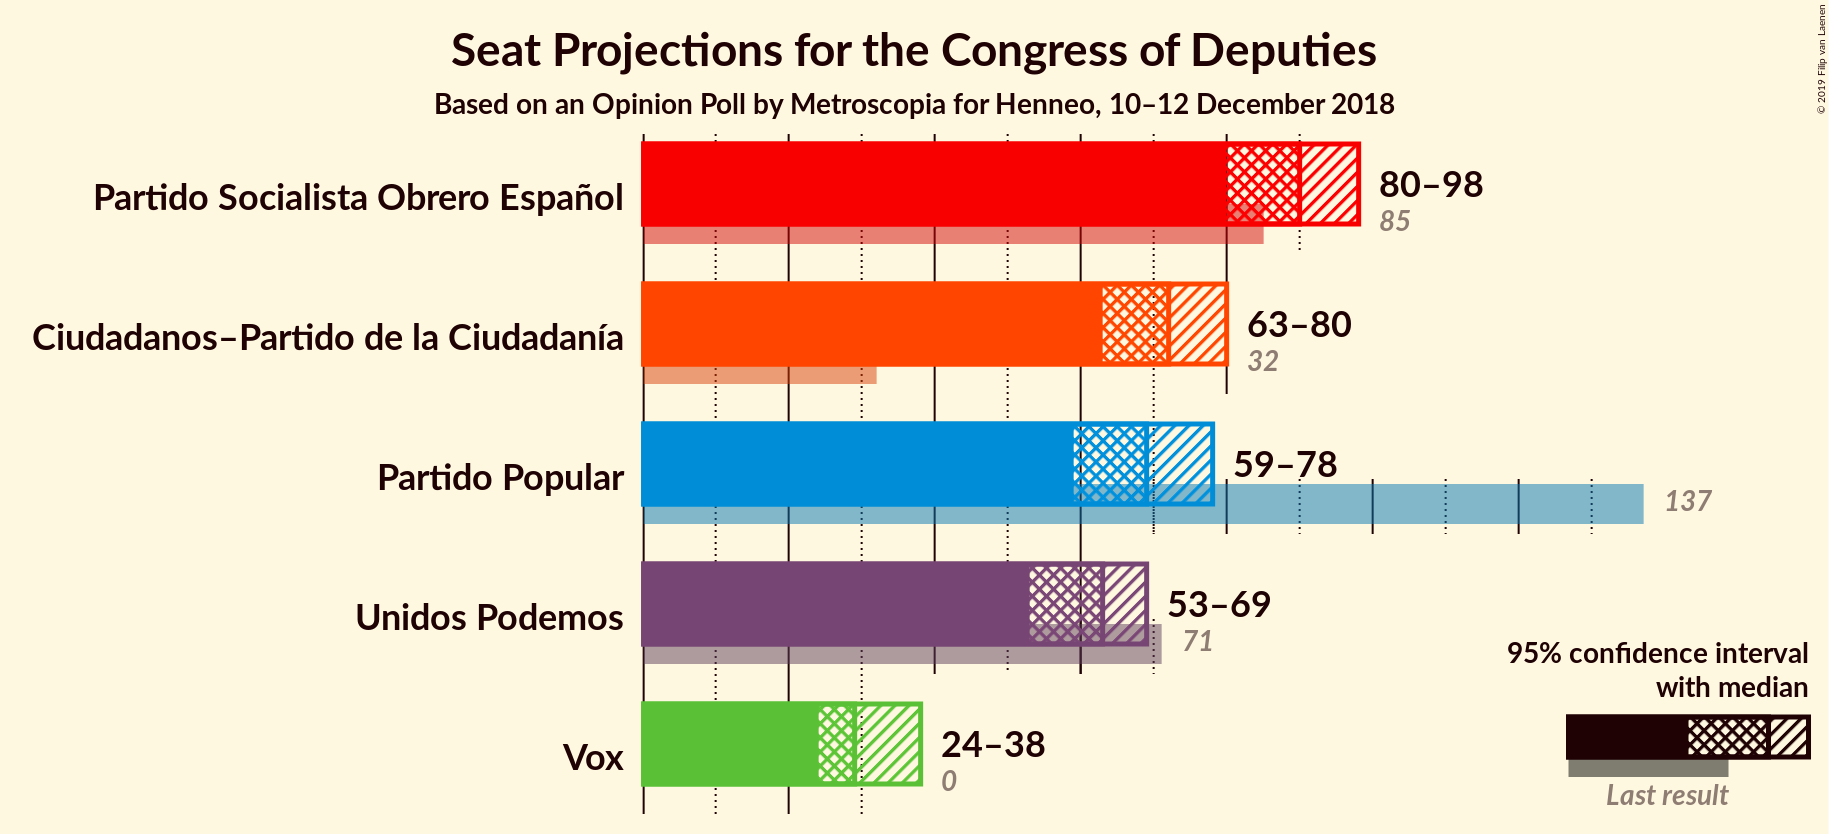 Seat Projections for the Congress of Deputies
Based on an Opinion Poll by Metroscopia for Henneo, 10–12 December 2018
© 2019 Filip van Laenen
Partido Socialista Obrero Español
80–98
85
Ciudadanos–Partido de la Ciudadanía
63–80
32
Partido Popular
59–78
137
Unidos Podemos
53–69
71
Vox
24–38
0
95% confidence interval
with median
Last result